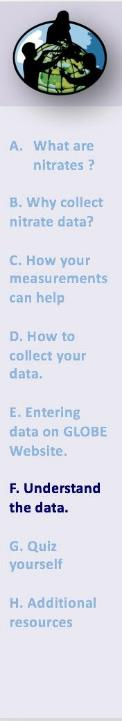 A. What are
nitrates ?
B. Why collect
nitrate data?
C. How your
measurements
can help
D. How to
collect your
data.
E. Entering
data on GLOBE
Website.
F. Understand
the data.
G. Quiz
yourself
H. Additional
resources